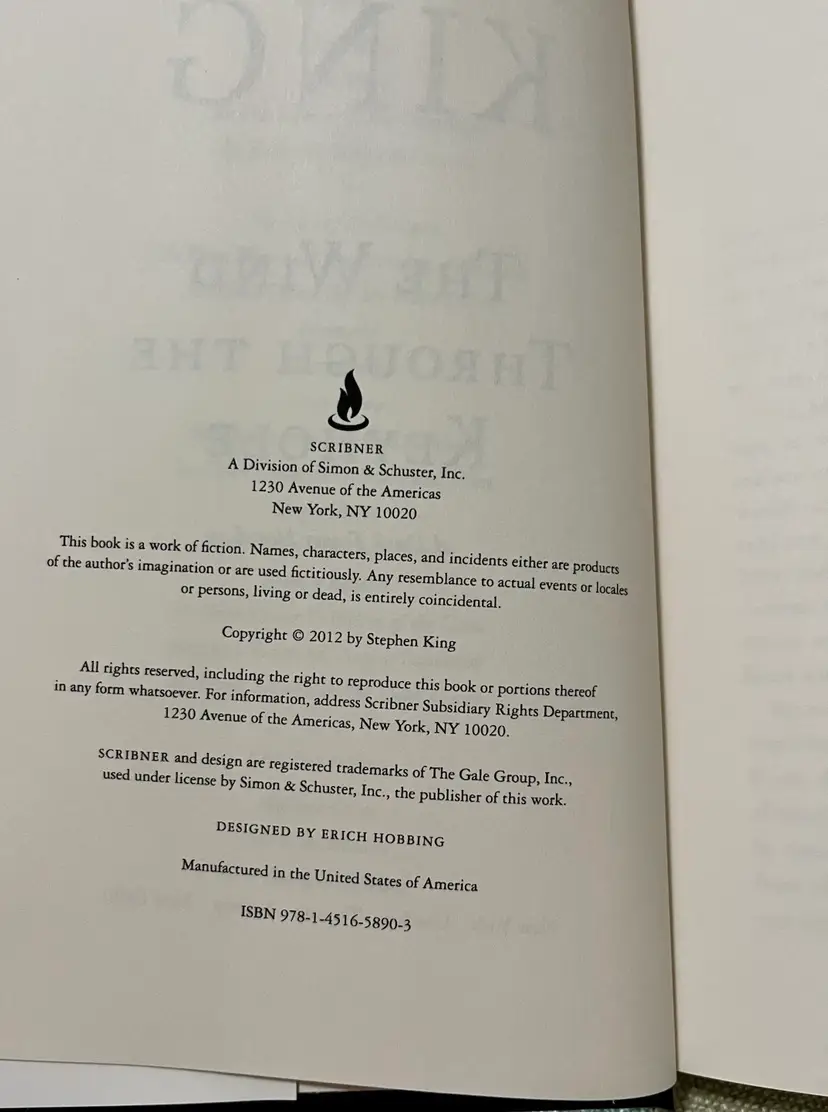 KING
THE WIND
THROUGH THE
SCRIBNER
A Division of Simon & Schuster, Inc.
1230 Avenue of the Americas
New York, NY 10020
This book is a work of fiction. Names, characters, places, and incidents either are products
of the author's imagination or are used fictitiously. Any resemblance to actual events or locales
or persons, living or dead, is entirely coincidental.
Copyright © 2012 by Stephen King
All rights reserved, including the right to reproduce this book or portions thereof
in any form whatsoever. For information, address Scribner Subsidiary Rights Department,
1230 Avenue of the Americas, New York, NY 10020.
SCRIBNER and design are registered trademarks of The Gale Group, Inc.,
used under license by Simon & Schuster, Inc., the publisher of this work.
DESIGNED BY ERICH HOBBING
Manufactured in the United States of America
ISBN 978-1-4516-5890-3